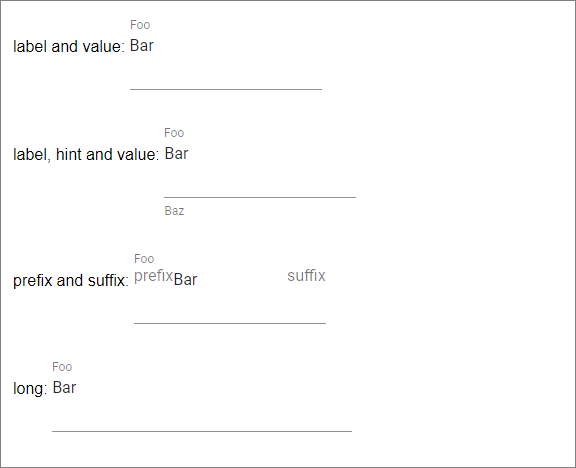 Foo
label and value: Bar
Foo
label, hint and value: Bar
Baz
Foo
prefix and suffix: prefixBar suffix
Foo
long: Bar